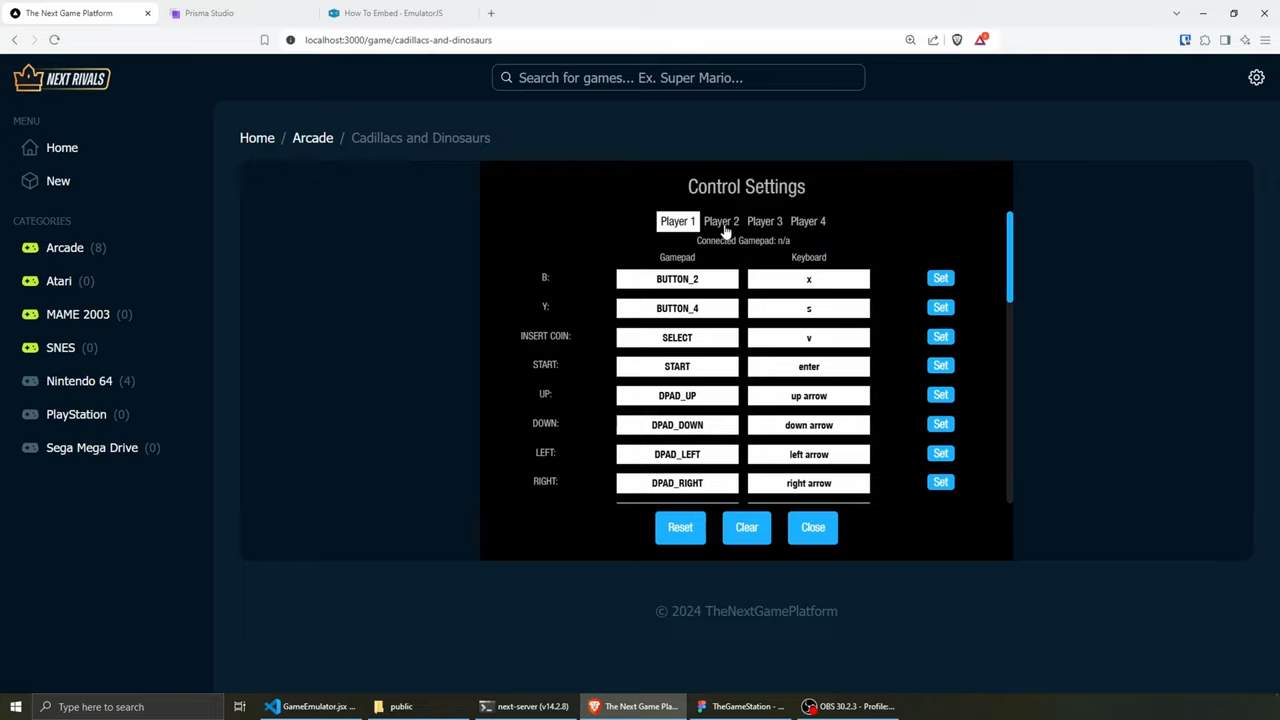 The Next Game Platform
Prisma Studio
How To Embed - EmulatorJS
localhost:3000/game/cadillacs-and-dinosaurs
NEXT RIVALS
Search for games... Ex. Super Mario...
MENU
Home
New
CATEGORIES
Arcade (8)
Atari (0)
MAME 2003 (0)
SNES (0)
Nintendo 64 (4)
PlayStation (0)
Sega Mega Drive (0)
Home / Arcade / Cadillacs and Dinosaurs
Control Settings
Player 1 Player 2 Player 3 Player 4
Connected Gamepad: n/a
Gamepad Keyboard
B: BUTTON_2 x Set
Y: BUTTON_4 s Set
INSERT COIN: SELECT v Set
START: START enter Set
UP: DPAD_UP up arrow Set
DOWN: DPAD_DOWN down arrow Set
LEFT: DPAD_LEFT left arrow Set
RIGHT: DPAD_RIGHT right arrow Set
Reset Clear Close
© 2024 TheNextGamePlatform
Type here to search
GameEmulator.jsx ...
public
next-server (v14.2.8)
The Next Game Pla...
TheGameStation - ...
OBS 30.2.3 - Profile:...